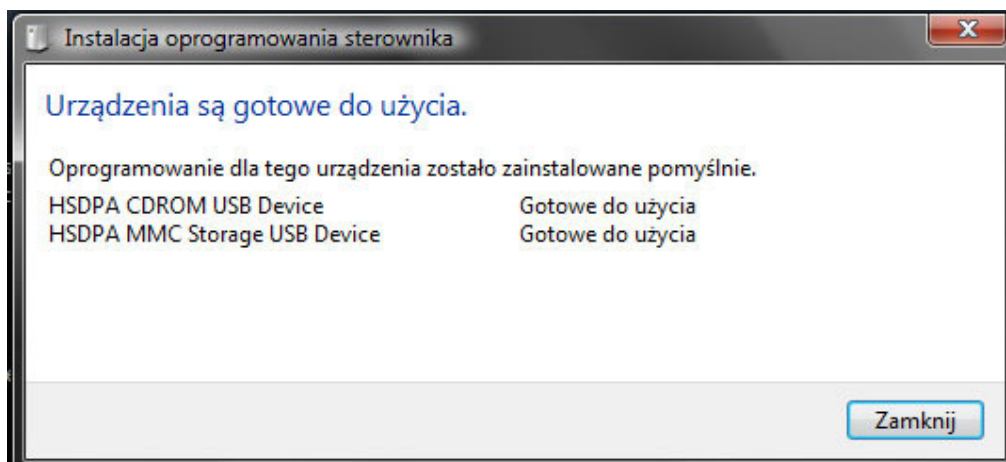 Instalacja oprogramowania sterownika
Urządzenia są gotowe do użycia.
Oprogramowanie dla tego urządzenia zostało zainstalowane pomyślnie.
HSDPA CDROM USB Device Gotowe do użycia
HSDPA MMC Storage USB Device Gotowe do użycia
Zamknij